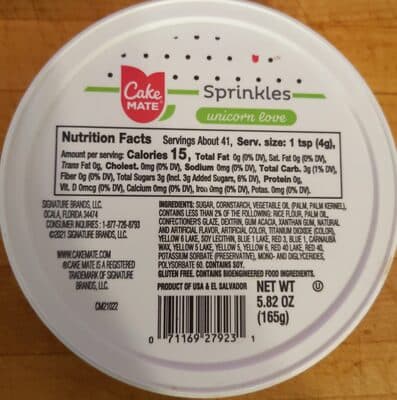 Cake
MATE®
Sprinkles
unicorn love
Nutrition Facts Servings About 41, Serv. size: 1 tsp (4g),
Amount per serving: Calories 15, Total Fat 0g (0% DV), Sat. Fat 0g (0% DV),
Trans Fat 0g, Cholest. 0mg (0% DV), Sodium 0mg (0% DV), Total Carb. 3g (1% DV),
Fiber 0g (0% DV), Total Sugars 3g (Incl. 3g Added Sugars, 6% DV), Protein 0g,
Vit. D 0mcg (0% DV), Calcium 0mg (0% DV), Iron 0mg (0% DV), Potas. 0mg (0% DV).
SIGNATURE BRANDS, LLC.
OCALA, FLORIDA 34474
CONSUMER INQUIRIES: 1-877-726-8793
©2021 SIGNATURE BRANDS, LLC.
WWW.CAKEMATE.COM
®CAKE MATE IS A REGISTERED
TRADEMARK OF SIGNATURE
BRANDS, LLC.
CM21022
INGREDIENTS: SUGAR, CORNSTARCH, VEGETABLE OIL (PALM, PALM KERNEL),
CONTAINS LESS THAN 2% OF THE FOLLOWING: RICE FLOUR, PALM OIL,
CONFECTIONERS GLAZE, DEXTRIN, GUM ACACIA, XANTHAN GUM, NATURAL
AND ARTIFICIAL FLAVOR, ARTIFICIAL COLOR, TITANIUM DIOXIDE (COLOR),
YELLOW 6 LAKE, SOY LECITHIN, BLUE 1 LAKE, RED 3, BLUE 1, CARNAUBA
WAX, YELLOW 5 LAKE, YELLOW 5, YELLOW 6, RED 40 LAKE, RED 40,
POTASSIUM SORBATE (PRESERVATIVE), MONO- AND DIGLYCERIDES,
POLYSORBATE 60. CONTAINS SOY.
GLUTEN FREE. CONTAINS BIOENGINEERED FOOD INGREDIENTS.
PRODUCT OF USA & EL SALVADOR
NET WT
5.82 OZ
(165g)
U
0 71169 27923 1